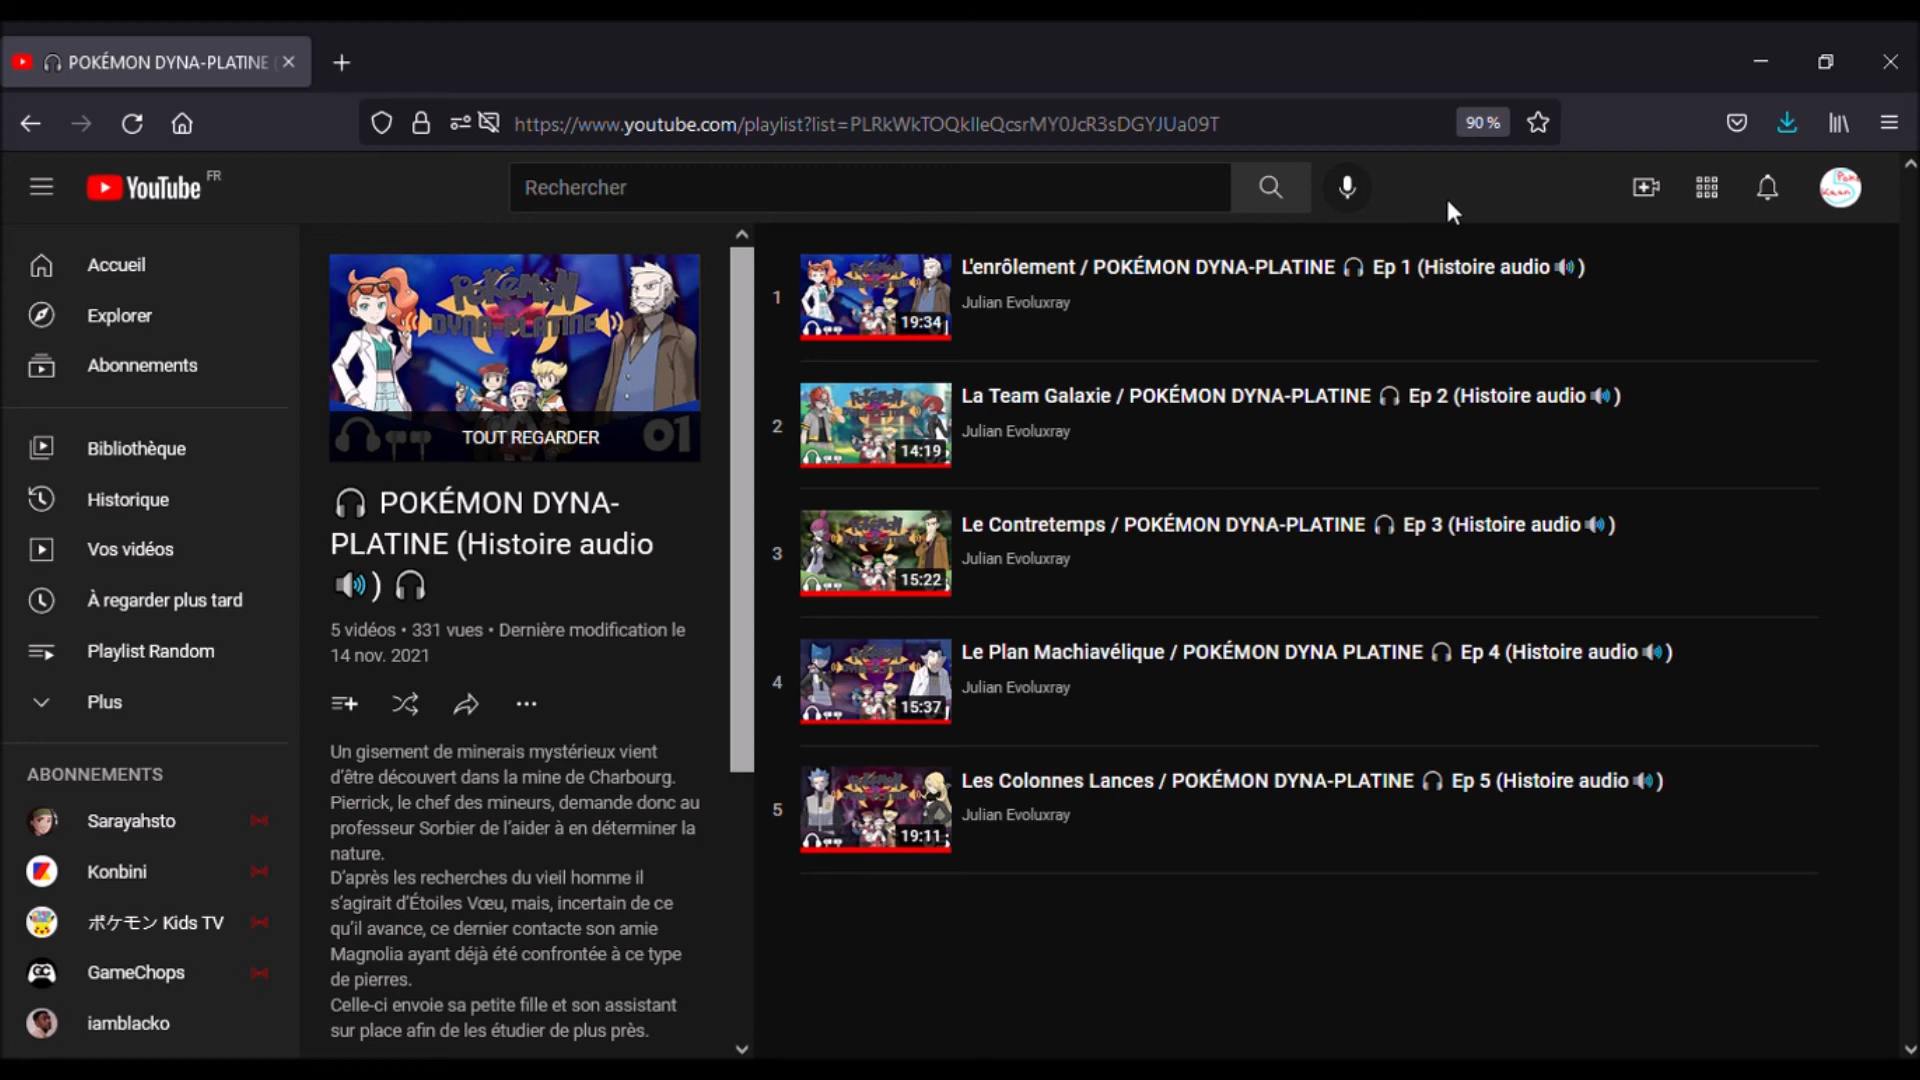 POKÉMON DYNA-PLATINE (
https://www.youtube.com/playlist?list=PLRkWkTOQklleQcsrMY0JcR3sDGYJUa09T
90 %
YouTube FR
Rechercher
Poké
Kaan
Accueil
Explorer
Abonnements
Bibliothèque
Historique
Vos vidéos
À regarder plus tard
Playlist Random
Plus
ABONNEMENTS
Sarayahsto
Konbini
ポケモン Kids TV
GameChops
iamblacko
POKÉMON
DYNA-PLATINE
TOUT REGARDER
01
🎧 POKÉMON DYNA-
PLATINE (Histoire audio
🔊) 🎧
5 vidéos • 331 vues • Dernière modification le
14 nov. 2021
Un gisement de minerais mystérieux vient
d'être découvert dans la mine de Charbourg.
Pierrick, le chef des mineurs, demande donc au
professeur Sorbier de l'aider à en déterminer la
nature.
D'après les recherches du vieil homme il
s'agirait d'Étoiles Vœu, mais, incertain de ce
qu'il avance, ce dernier contacte son amie
Magnolia ayant déjà été confrontée à ce type
de pierres.
Celle-ci envoie sa petite fille et son assistant
sur place afin de les étudier de plus près.
1
19:34
L'enrôlement / POKÉMON DYNA-PLATINE 🎧 Ep 1 (Histoire audio 🔊)
Julian Evoluxray
2
14:19
La Team Galaxie / POKÉMON DYNA-PLATINE 🎧 Ep 2 (Histoire audio 🔊)
Julian Evoluxray
3
15:22
Le Contretemps / POKÉMON DYNA-PLATINE 🎧 Ep 3 (Histoire audio 🔊)
Julian Evoluxray
4
15:37
Le Plan Machiavélique / POKÉMON DYNA PLATINE 🎧 Ep 4 (Histoire audio 🔊)
Julian Evoluxray
5
19:11
Les Colonnes Lances / POKÉMON DYNA-PLATINE 🎧 Ep 5 (Histoire audio 🔊)
Julian Evoluxray